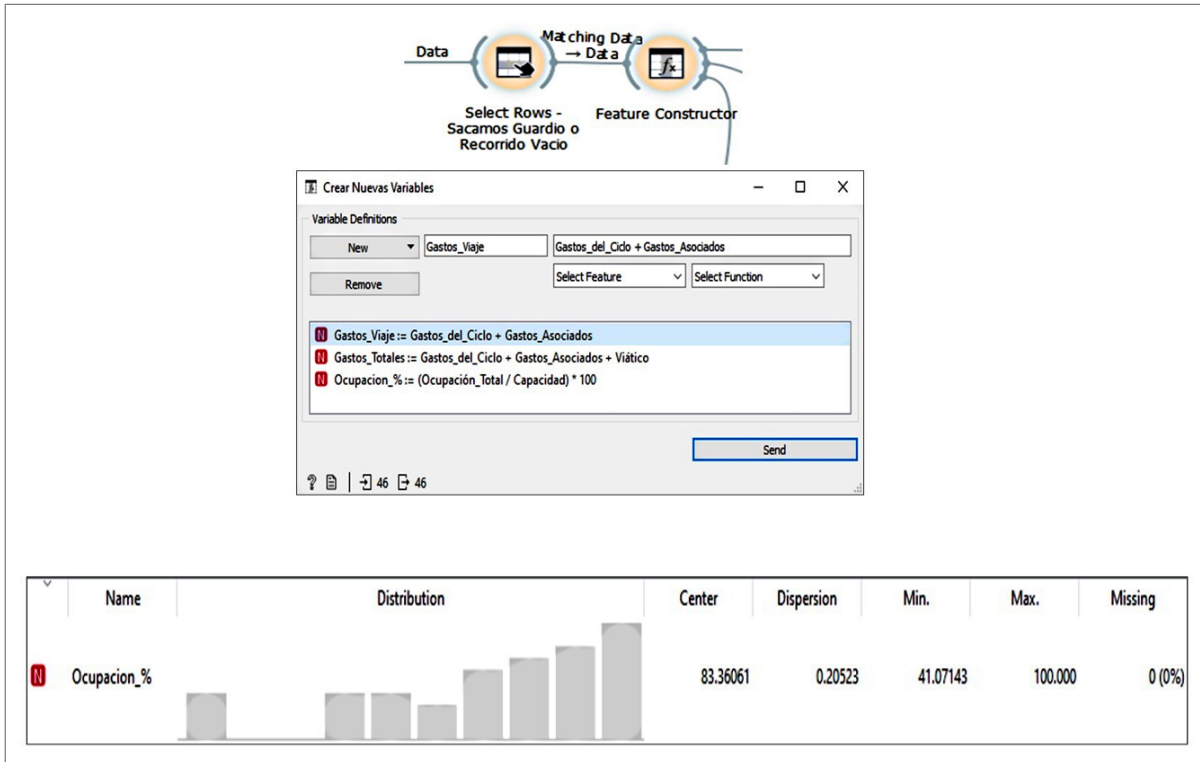 Data
Matching Data
→ Data
fx
Select Rows -
Sacamos Guardio o
Recorrido Vacio
Feature Constructor
Crear Nuevas Variables
Variable Definitions
New Gastos_Viaje Gastos_del_Ciclo + Gastos_Asociados
Remove Select Feature Select Function
N Gastos_Viaje := Gastos_del_Ciclo + Gastos_Asociados
N Gastos_Totales := Gastos_del_Ciclo + Gastos_Asociados + Viático
N Ocupacion_% := (Ocupación_Total / Capacidad) * 100
Send
? 46 46
Name Distribution Center Dispersion Min. Max. Missing
N Ocupacion_% 83.36061 0.20523 41.07143 100.000 0 (0%)